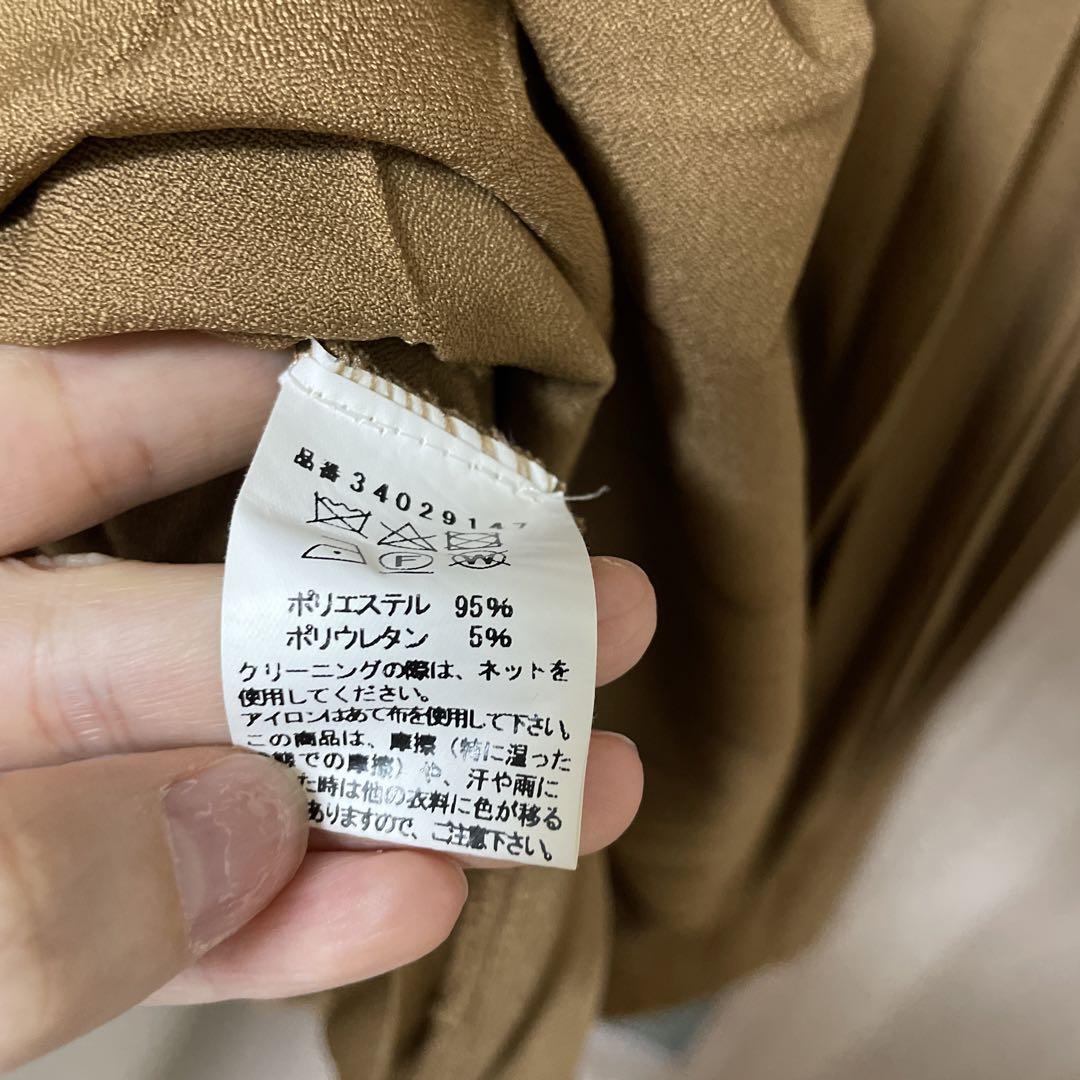 品番34029147
F
W
ポリエステル 95%
ポリウレタン 5%
クリーニングの際は、ネットを
使用してください。
アイロンはあて布を使用して下さい。
この商品は、摩擦（特に湿った
での摩擦）や、汗や雨に
た時は他の衣料に色が移る
ありますので、ご注意下さい。